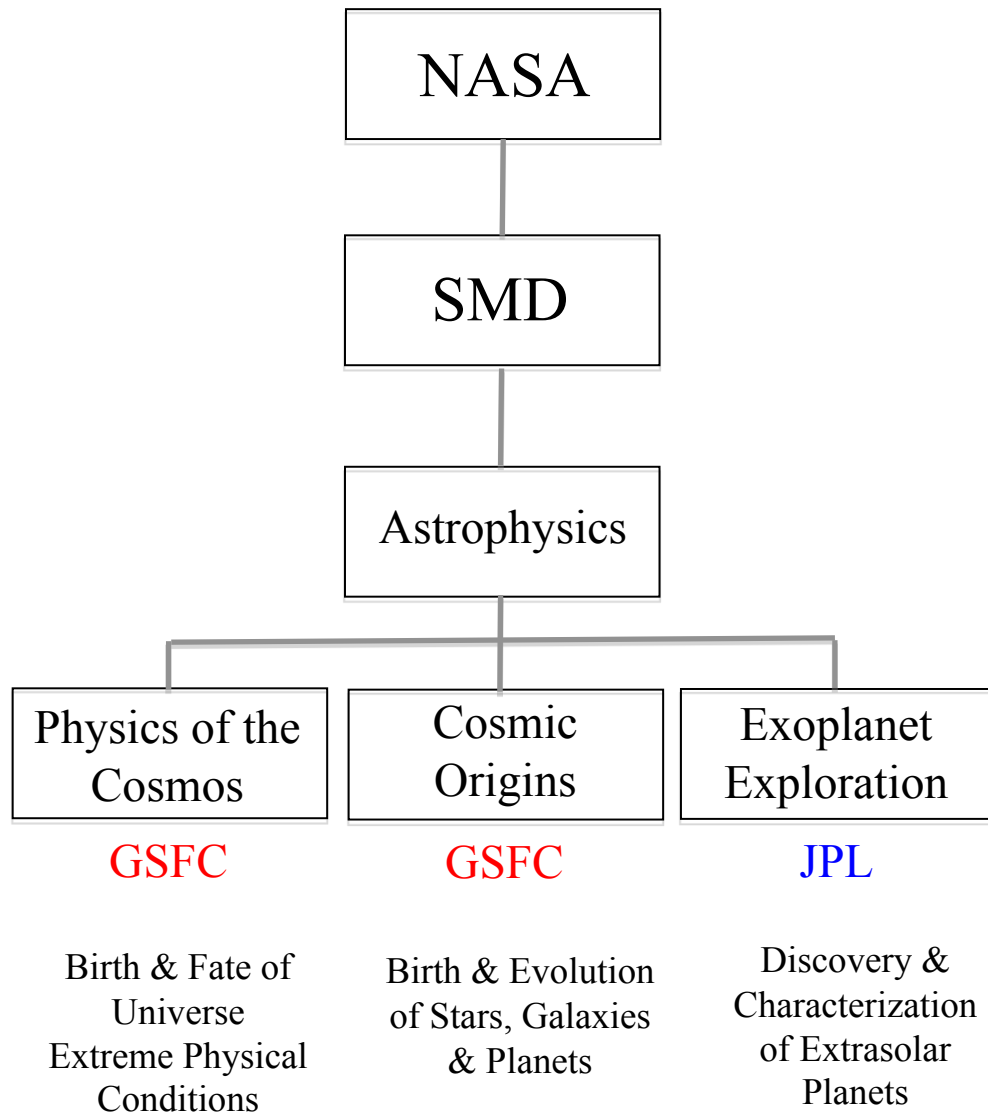 NASA
SMD
Astrophysics
Physics of the
Cosmos
GSFC
Birth & Fate of
Universe
Extreme Physical
Conditions
Cosmic
Origins
GSFC
Birth & Evolution
of Stars, Galaxies
& Planets
Exoplanet
Exploration
JPL
Discovery &
Characterization
of Extrasolar
Planets